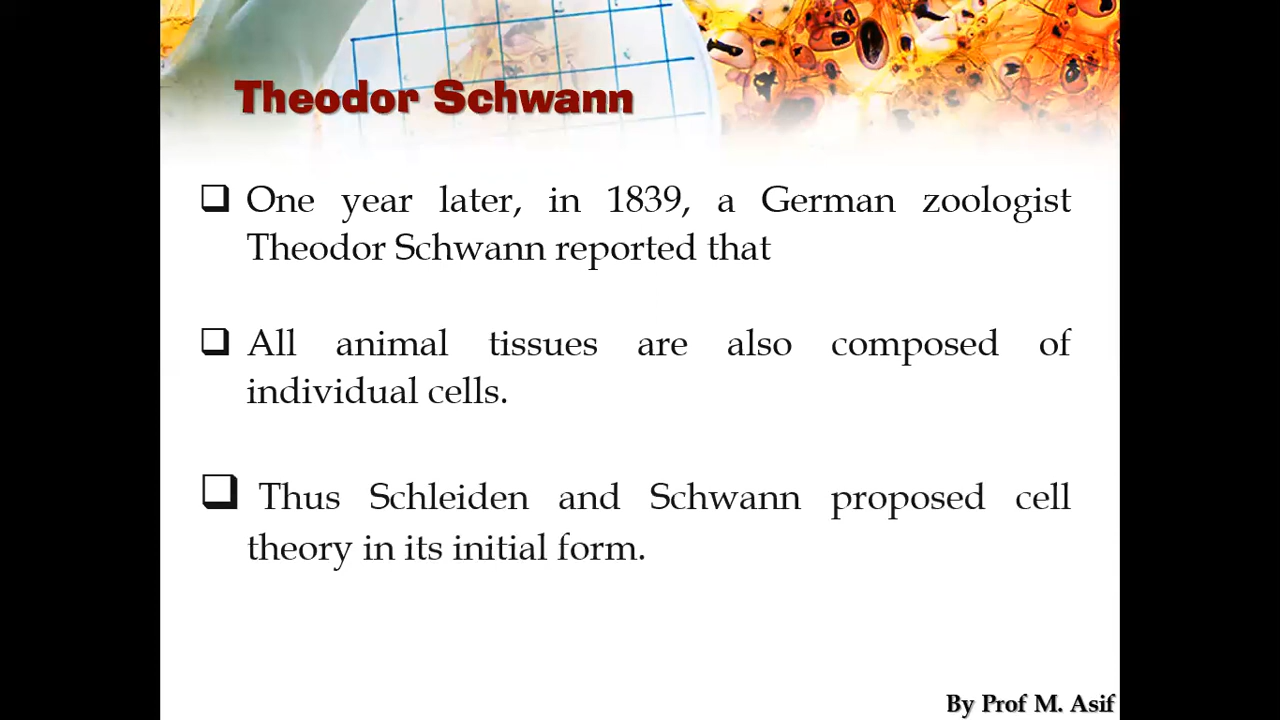 Theodor Schwann
One year later, in 1839, a German zoologist
Theodor Schwann reported that
All animal tissues are also composed of
individual cells.
Thus Schleiden and Schwann proposed cell
theory in its initial form.
By Prof M. Asif